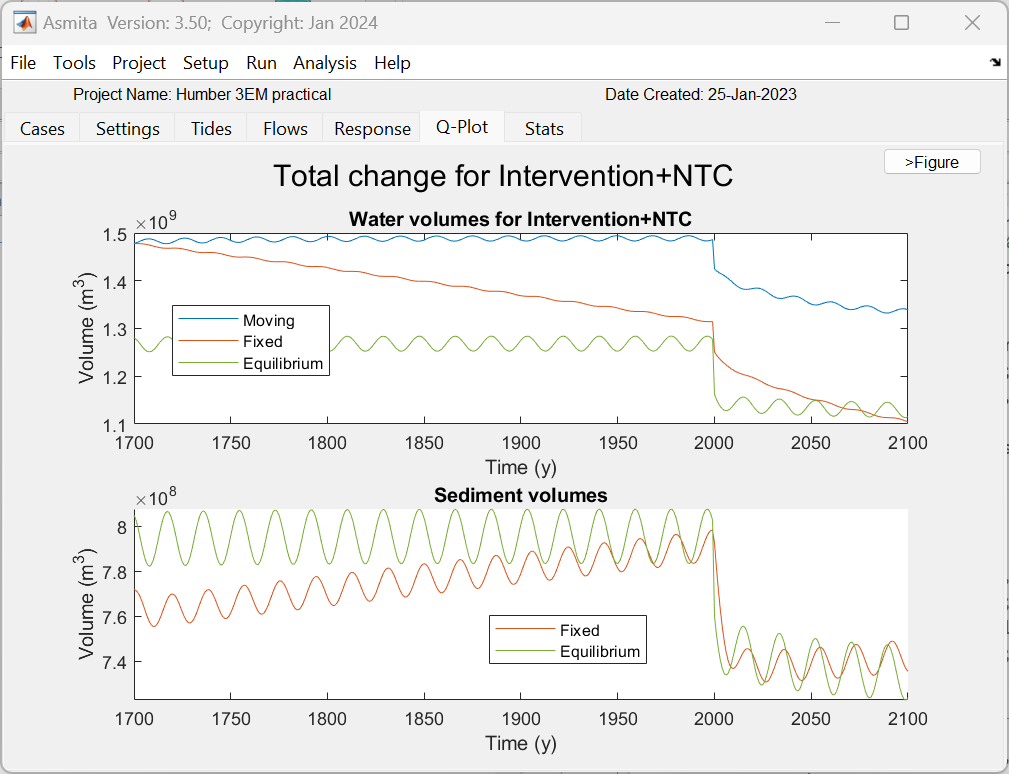 Asmita Version: 3.50; Copyright: Jan 2024
File Tools Project Setup Run Analysis Help
Project Name: Humber 3EM practical Date Created: 25-Jan-2023
Cases Settings Tides Flows Response Q-Plot Stats
>Figure
Total change for Intervention+NTC
Water volumes for Intervention+NTC
×10⁹
Volume (m³)
1.5
1.4
1.3
1.2
1.1
Moving
Fixed
Equilibrium
1700 1750 1800 1850 1900 1950 2000 2050 2100
Time (y)
Sediment volumes
×10⁸
Volume (m³)
8
7.8
7.6
7.4
Fixed
Equilibrium
1700 1750 1800 1850 1900 1950 2000 2050 2100
Time (y)